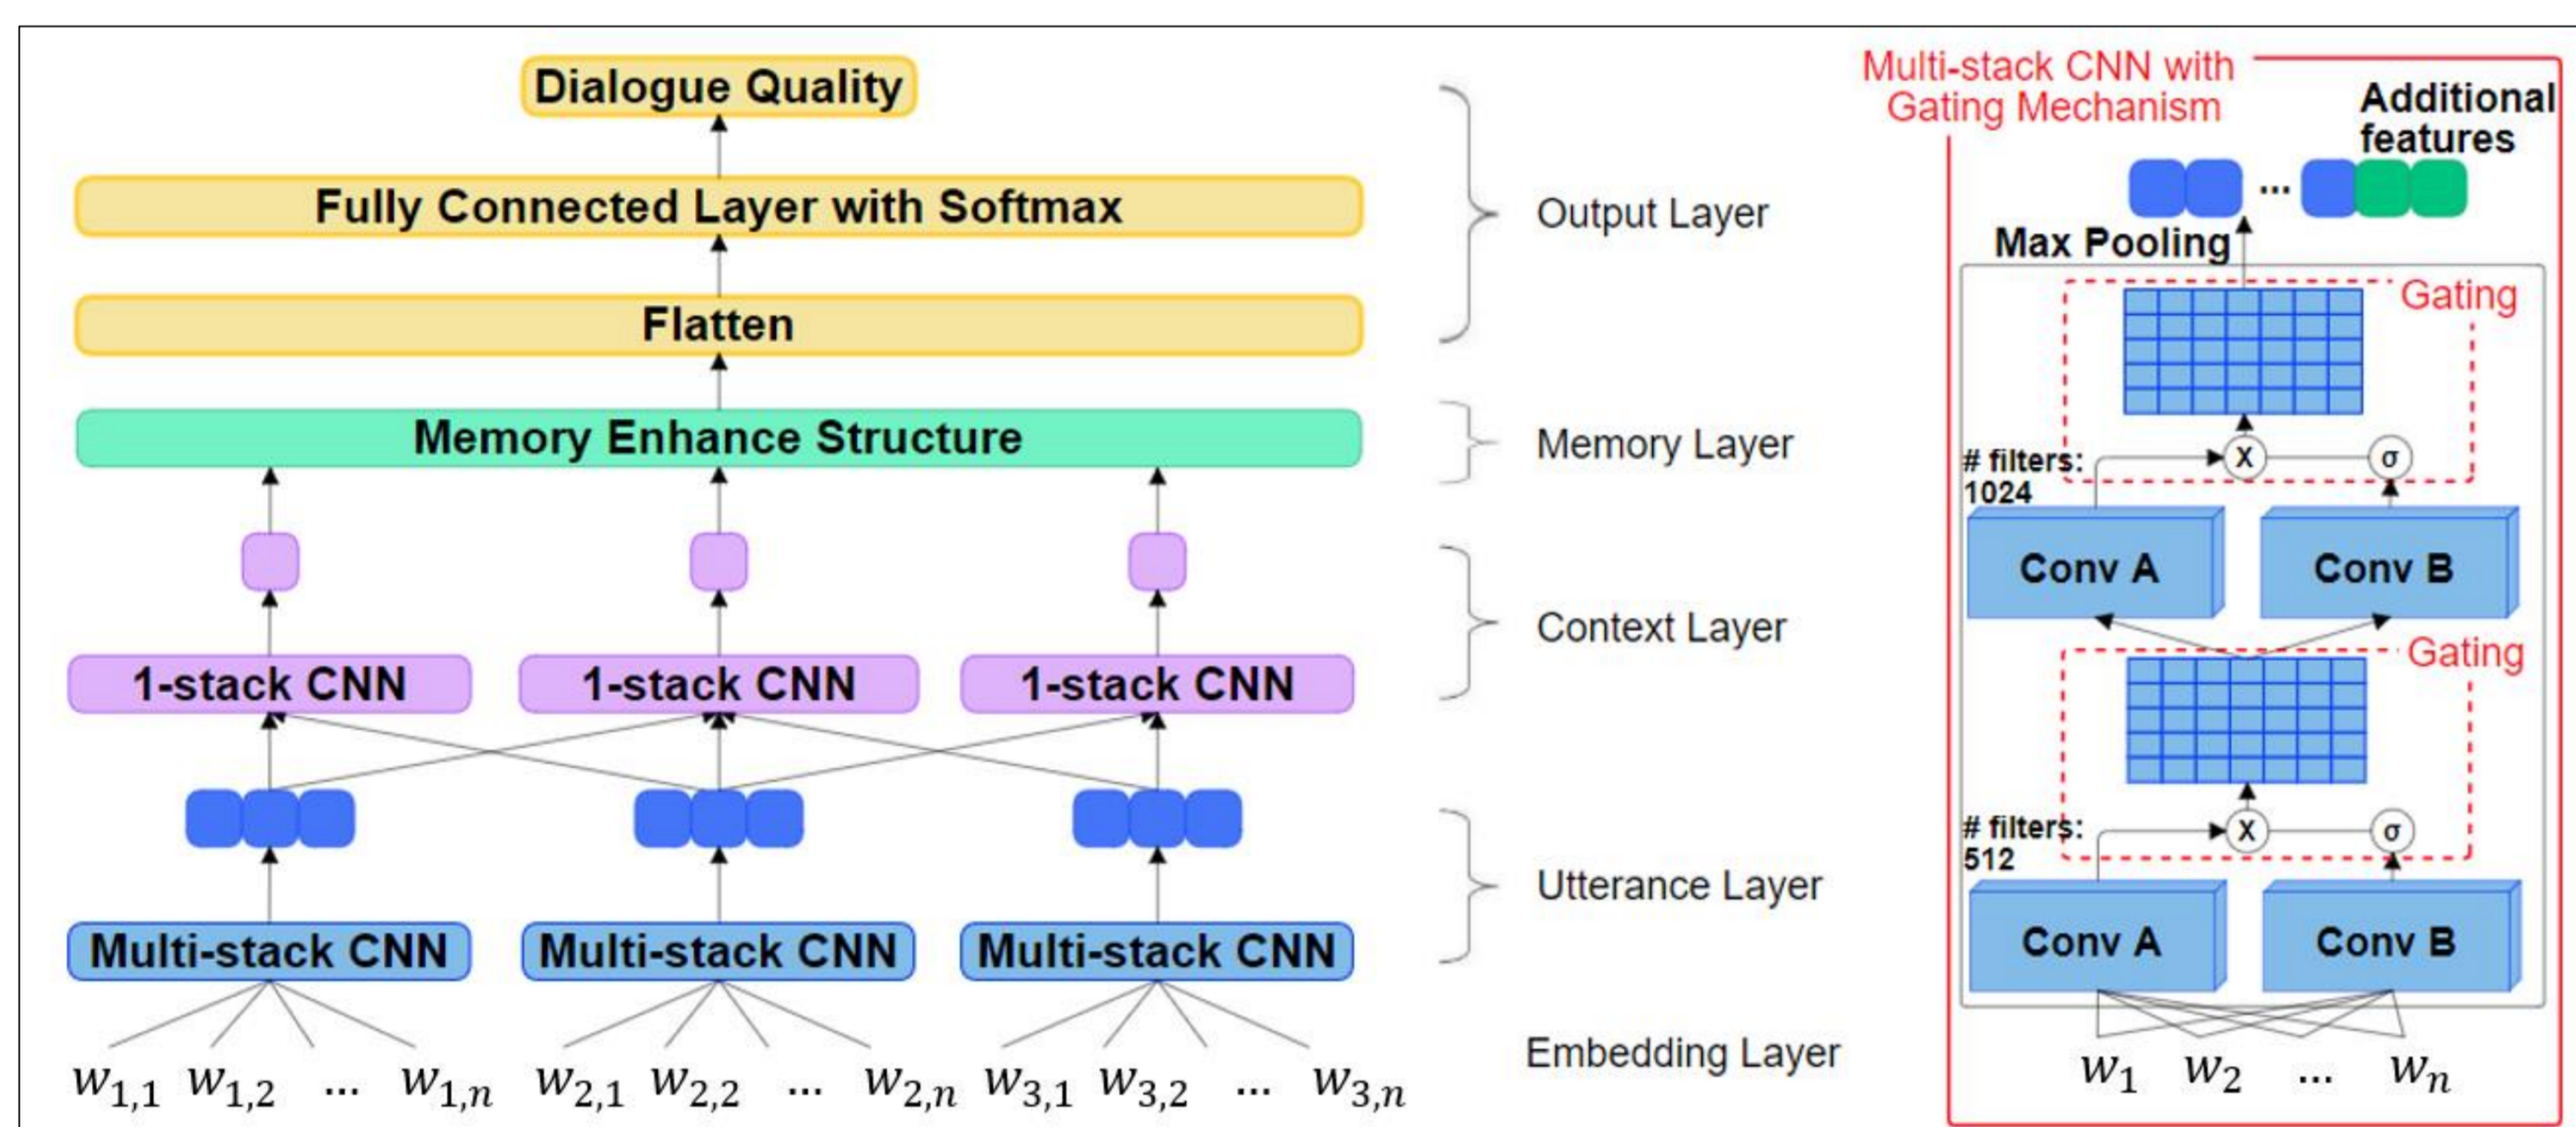 Dialogue Quality
Fully Connected Layer with Softmax
Flatten
Memory Enhance Structure
1-stack CNN 1-stack CNN 1-stack CNN
Multi-stack CNN Multi-stack CNN Multi-stack CNN
w1,1 w1,2 ... w1,n w2,1 w2,2 ... w2,n w3,1 w3,2 ... w3,n
Output Layer
Memory Layer
Context Layer
Utterance Layer
Embedding Layer
Multi-stack CNN with
Gating Mechanism
Additional
features
...
Max Pooling
Gating
# filters:
1024
X σ
Conv A Conv B
Gating
# filters:
512
X σ
Conv A Conv B
w1 w2 ... wn